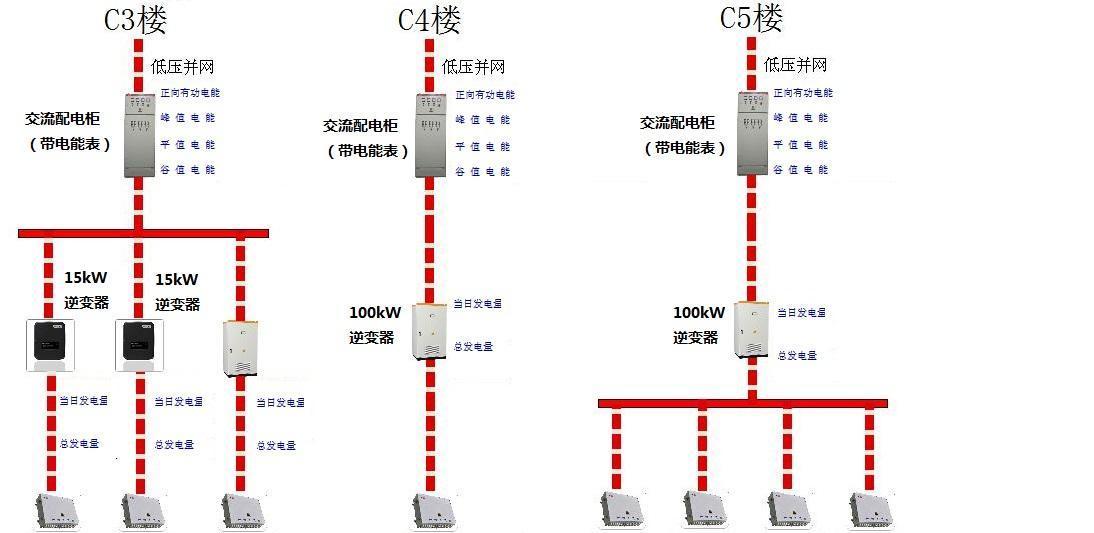 C3楼
低压并网
正向有功电能
交流配电柜
（带电能表）
峰 值 电 能
平 值 电 能
谷 值 电 能
15kW
逆变器
15kW
逆变器
当日发电量
总发电量
当日发电量
总发电量
当日发电量
总发电量
C4楼
低压并网
正向有功电能
交流配电柜
（带电能表）
峰 值 电 能
平 值 电 能
谷 值 电 能
100kW
逆变器
当日发电量
总发电量
C5楼
低压并网
正向有功电能
交流配电柜
（带电能表）
峰 值 电 能
平 值 电 能
谷 值 电 能
100kW
逆变器
当日发电量
总发电量